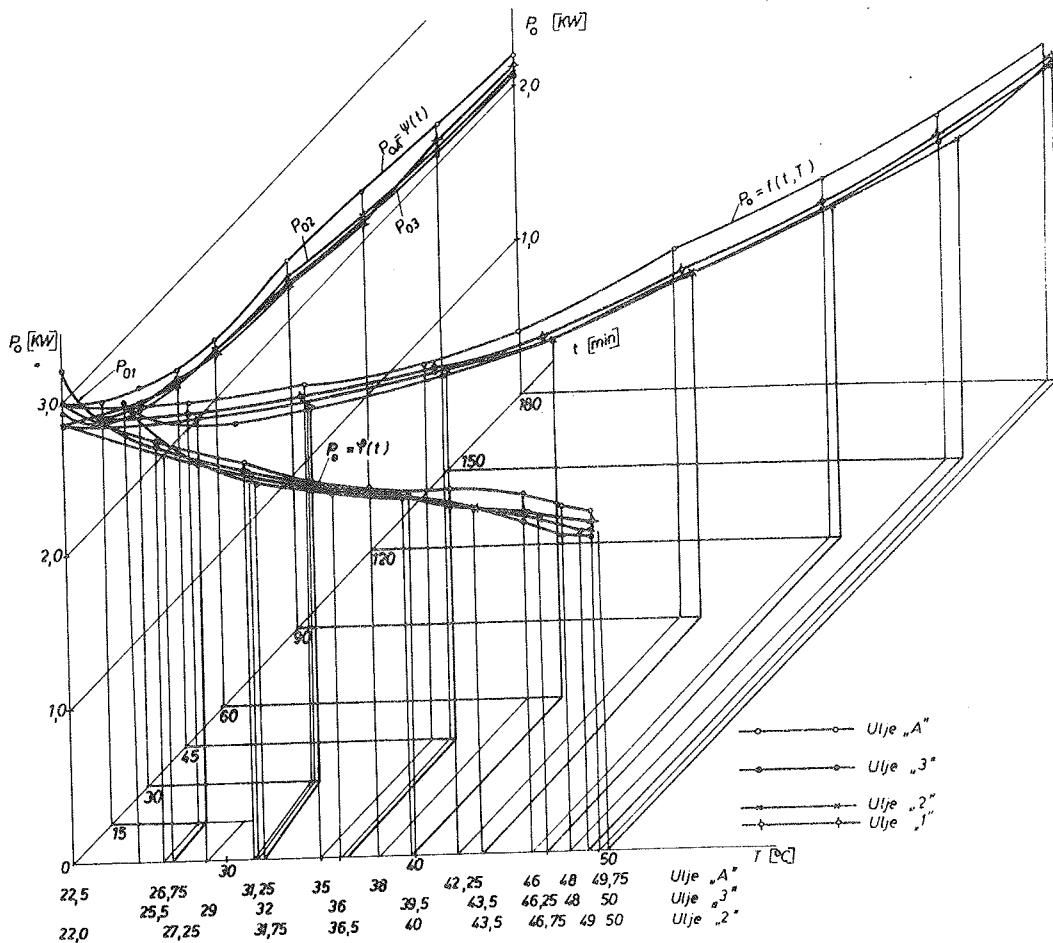 P₀ [KW]
2,0
P₀₄=ψ(t)
P₀=f(t,T)
P₀₂
P₀₃
1,0
P₀ [KW]
t [min]
P₀₁
180
3,0
P₀=φ(t)
150
2,0
120
90
1,0
60
Ulje „A"
45
Ulje „3"
30
Ulje „2"
15
Ulje „1"
0
30
40
50
T [°C]
22,5 26,75 31,25 35 38 42,25 46 48 49,75 Ulje „A"
25,5 29 32 36 39,5 43,5 46,25 48 50 Ulje „3"
22,0 27,25 31,75 36,5 40 43,5 46,75 49 50 Ulje „2"